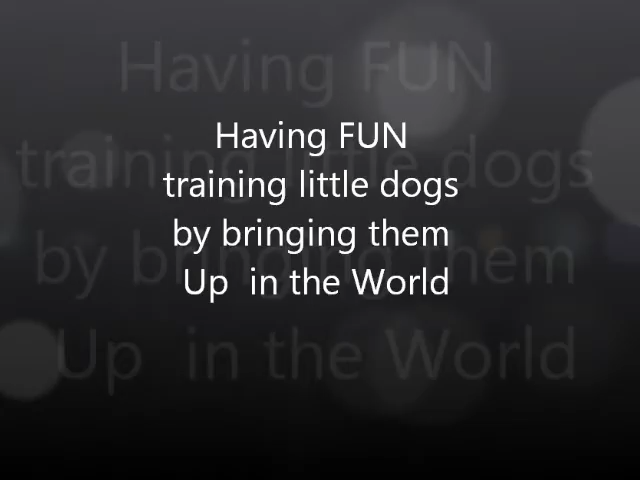 Having FUN
training little dogs
by bringing them
Up  in the World